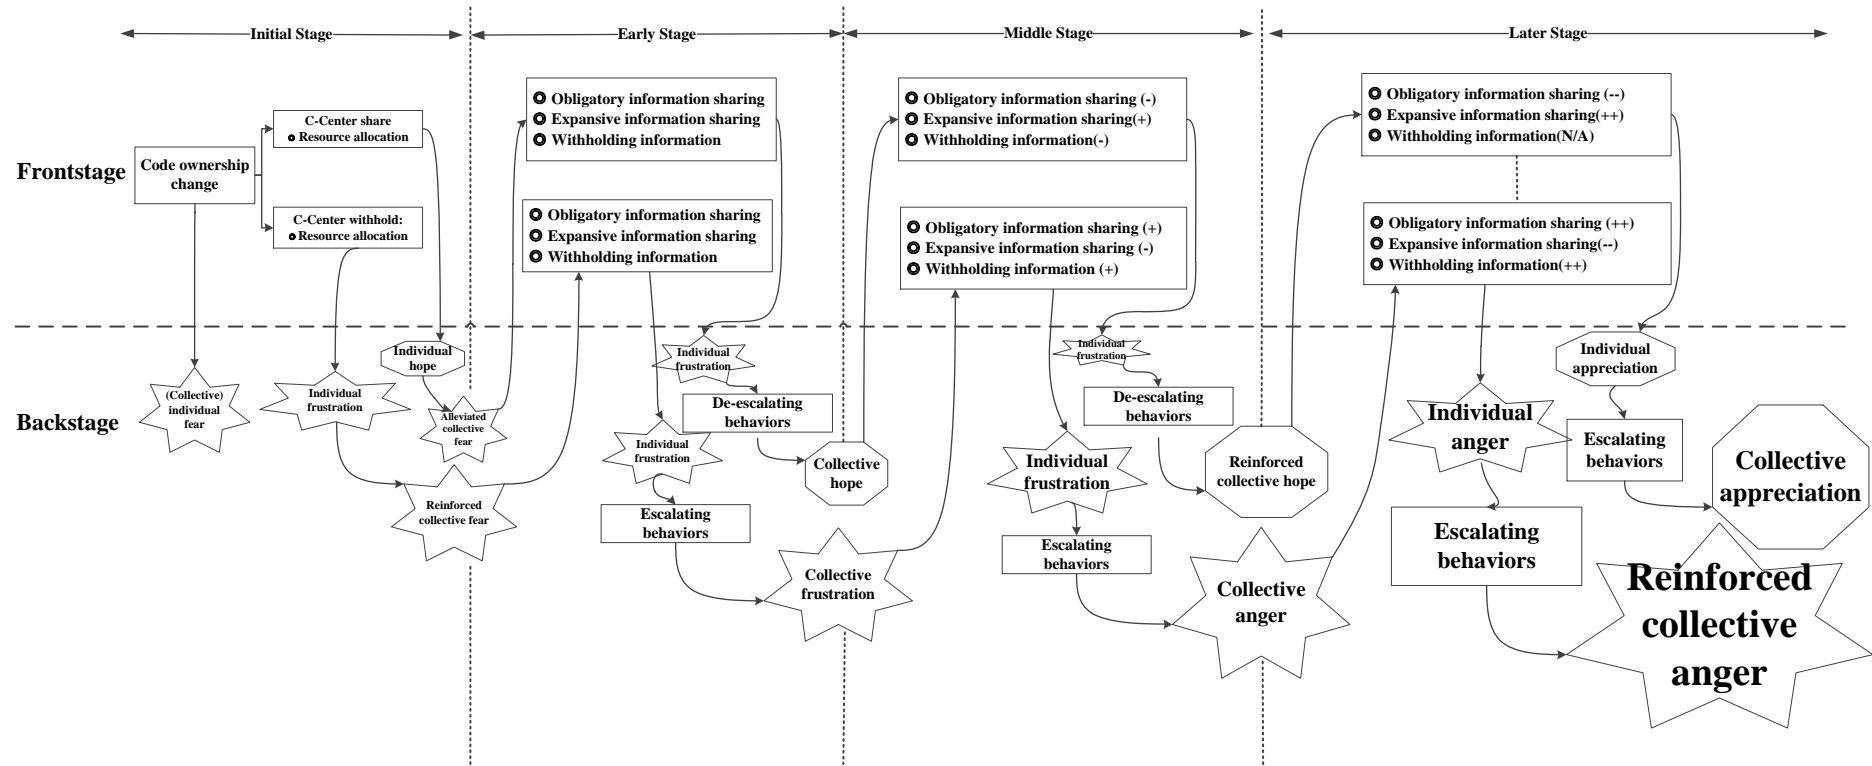 Initial Stage
Early Stage
Middle Stage
Later Stage
Frontstage
Code ownership
change
C-Center share
Resource allocation
C-Center withhold:
Resource allocation
Obligatory information sharing
Expansive information sharing
Withholding information
Obligatory information sharing
Expansive information sharing
Withholding information
Obligatory information sharing (-)
Expansive information sharing(+)
Withholding information(-)
Obligatory information sharing (+)
Expansive information sharing (-)
Withholding information (+)
Obligatory information sharing (--)
Expansive information sharing(++)
Withholding information(N/A)
Obligatory information sharing (++)
Expansive information sharing(--)
Withholding information(++)
Backstage
(Collective)
individual
fear
Individual
frustration
Individual
hope
Alleviated
collective
fear
Reinforced
collective fear
Individual
frustration
De-escalating
behaviors
Individual
frustration
Escalating
behaviors
Collective
hope
Collective
frustration
Individual
frustration
De-escalating
behaviors
Individual
frustration
Escalating
behaviors
Reinforced
collective hope
Collective
anger
Individual
appreciation
Individual
anger
Escalating
behaviors
Escalating
behaviors
Collective
appreciation
Reinforced
collective
anger